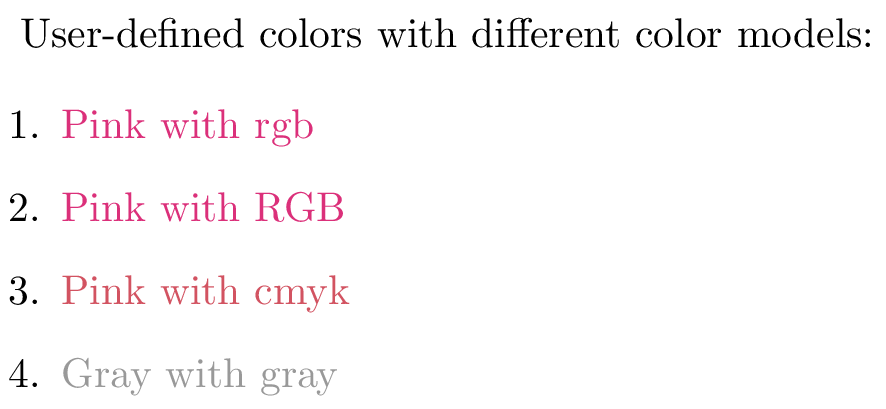 User-defined colors with different color models:
1. Pink with rgb
2. Pink with RGB
3. Pink with cmyk
4. Gray with gray